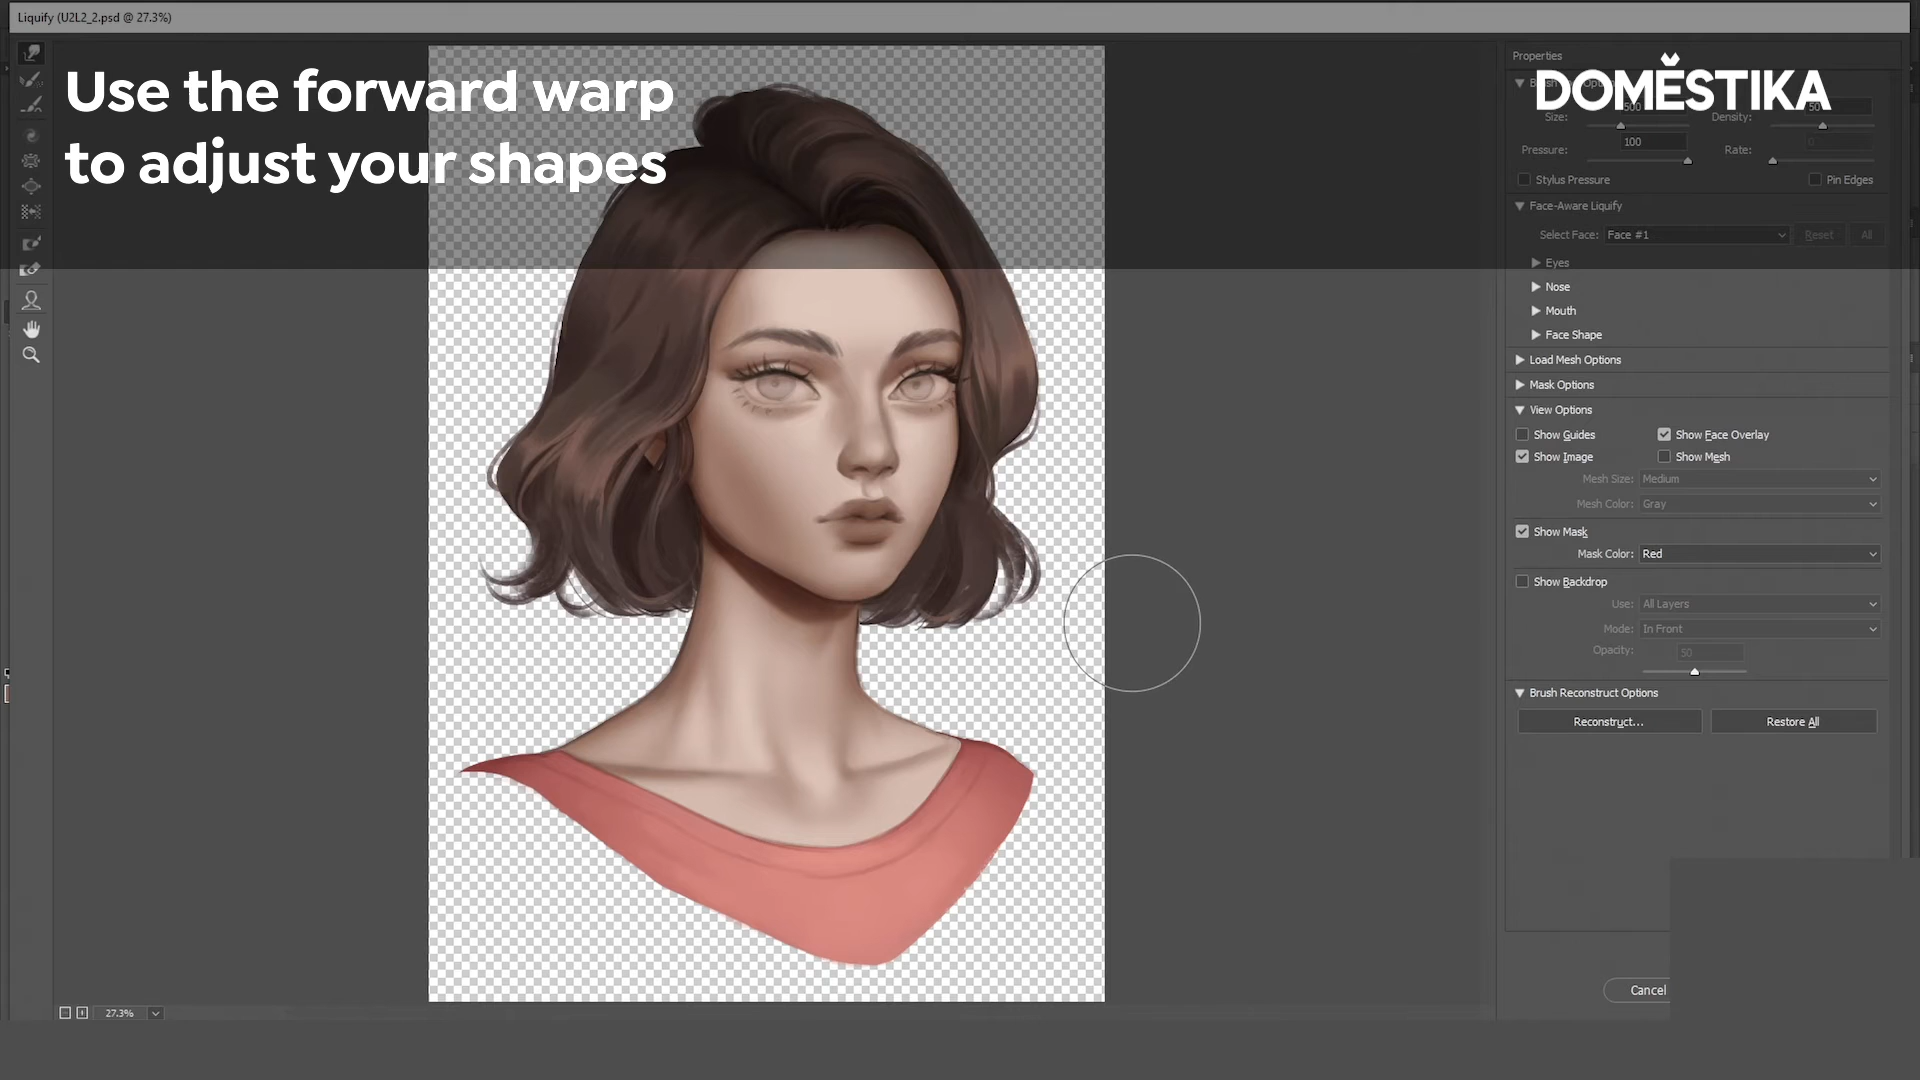 Liquify (U2L2_2.psd @ 27.3%)
Use the forward warp
to adjust your shapes
DOMĚSTIKA
Properties
Size:
500
Density:
50
Pressure:
100
Rate:
0
Stylus Pressure
Pin Edges
Face-Aware Liquify
Select Face:
Face #1
Reset
All
Eyes
Nose
Mouth
Face Shape
Load Mesh Options
Mask Options
View Options
Show Guides
Show Face Overlay
Show Image
Show Mesh
Mesh Size:
Medium
Mesh Color:
Gray
Show Mask
Mask Color:
Red
Show Backdrop
Use:
All Layers
Mode:
In Front
Opacity:
50
Brush Reconstruct Options
Reconstruct...
Restore All
Cancel
27.3%